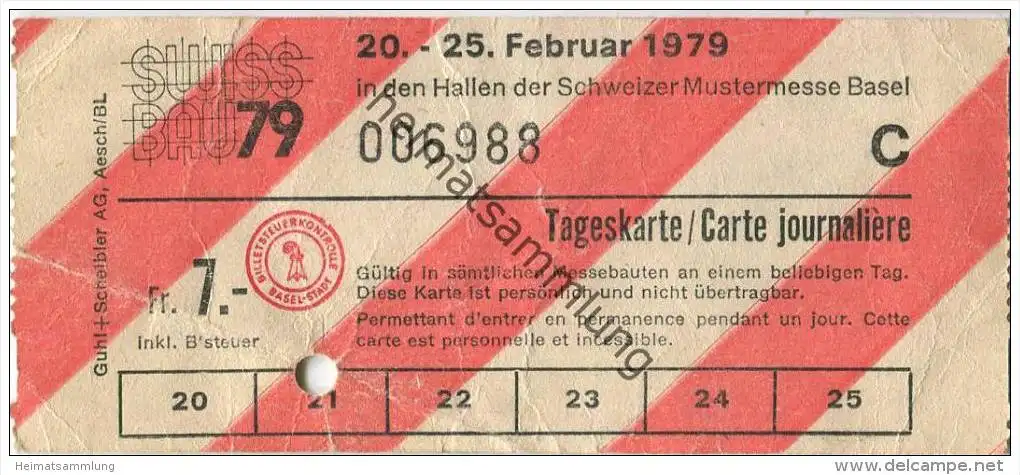 SWISS
BAU 79
20. - 25. Februar 1979
in den Hallen der Schweizer Mustermesse Basel
006988
C
Guhl+Scheibler AG, Aesch/BL
Tageskarte/Carte journalière
Fr. 7.-
inkl. B'steuer
BILLETSTEUERKONTROLLE
BASEL-STADT
Gültig in sämtlichen Messebauten an einem beliebigen Tag.
Diese Karte ist persönlich und nicht übertragbar.
Permettant d'entrer en permanence pendant un jour. Cette
carte est personnelle et incessible.
20 21 22 23 24 25
heimatsammlung
Heimatsammlung
delcampe.net